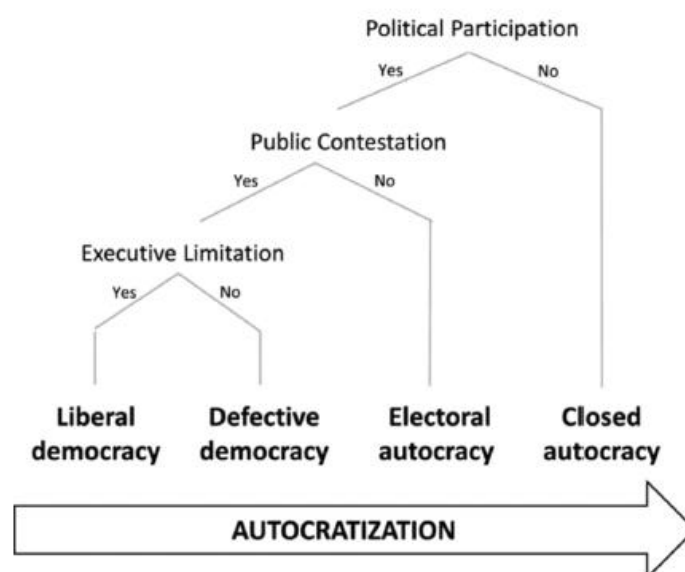 Political Participation
Yes No
Public Contestation
Yes No
Executive Limitation
Yes No
Liberal democracy
Defective democracy
Electoral autocracy
Closed autocracy
AUTOCRATIZATION